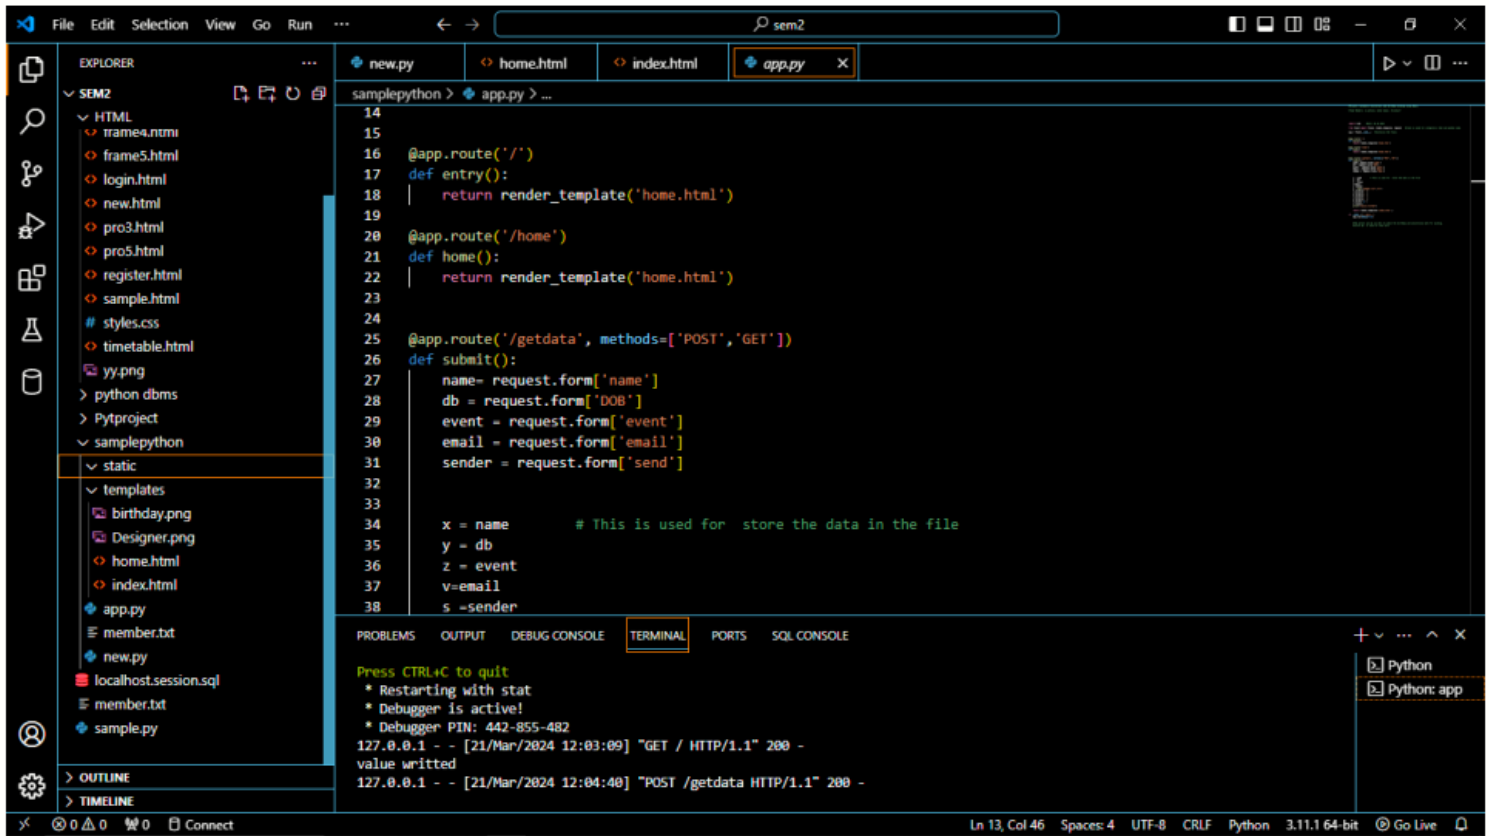 File Edit Selection View Go Run ··· sem2
EXPLORER ···
SEM2
HTML
frame4.html
frame5.html
login.html
new.html
pro3.html
pro5.html
register.html
sample.html
# styles.css
timetable.html
yy.png
python dbms
Pytproject
samplepython
static
templates
birthday.png
Designer.png
home.html
index.html
app.py
member.txt
new.py
localhost.session.sql
member.txt
sample.py
OUTLINE
TIMELINE
new.py home.html index.html app.py
samplepython > app.py > ...
14
15
16 @app.route('/')
17 def entry():
18 return render_template('home.html')
19
20 @app.route('/home')
21 def home():
22 return render_template('home.html')
23
24
25 @app.route('/getdata', methods=['POST','GET'])
26 def submit():
27 name= request.form['name']
28 db = request.form['DOB']
29 event = request.form['event']
30 email = request.form['email']
31 sender = request.form['send']
32
33
34 x = name # This is used for store the data in the file
35 y = db
36 z = event
37 v=email
38 s =sender
PROBLEMS OUTPUT DEBUG CONSOLE TERMINAL PORTS SQL CONSOLE
Press CTRL+C to quit
* Restarting with stat
* Debugger is active!
* Debugger PIN: 442-855-482
127.0.0.1 - - [21/Mar/2024 12:03:09] "GET / HTTP/1.1" 200 -
value writted
127.0.0.1 - - [21/Mar/2024 12:04:40] "POST /getdata HTTP/1.1" 200 -
Python
Python: app
0 0 0 Connect Ln 13, Col 46 Spaces: 4 UTF-8 CRLF Python 3.11.1 64-bit Go Live